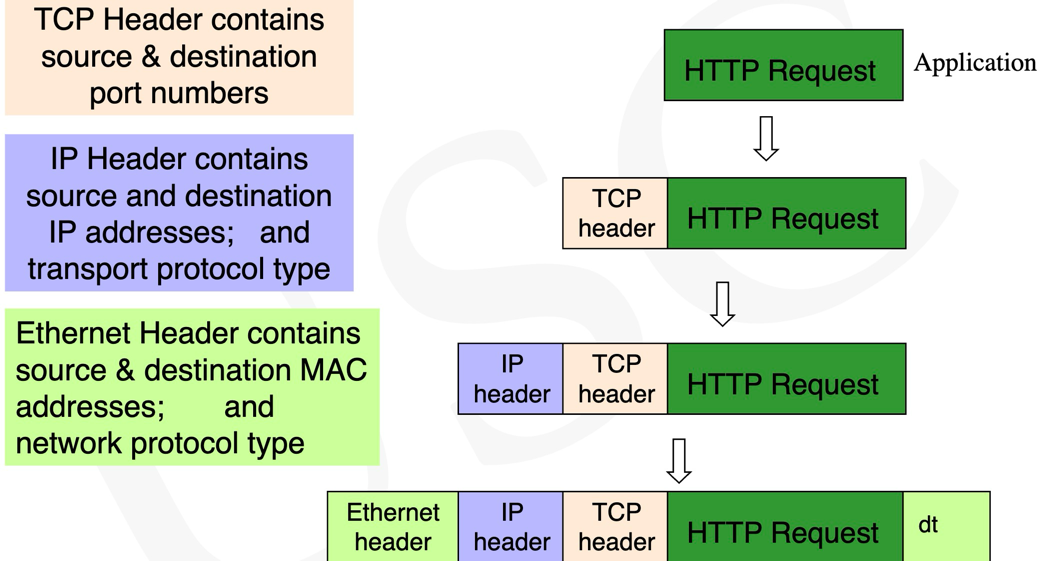 TCP Header contains
source & destination
port numbers
HTTP Request
Application
IP Header contains
source and destination
IP addresses; and
transport protocol type
TCP
header
HTTP Request
Ethernet Header contains
source & destination MAC
addresses; and
network protocol type
IP
header
TCP
header
HTTP Request
Ethernet
header
IP
header
TCP
header
HTTP Request
dt